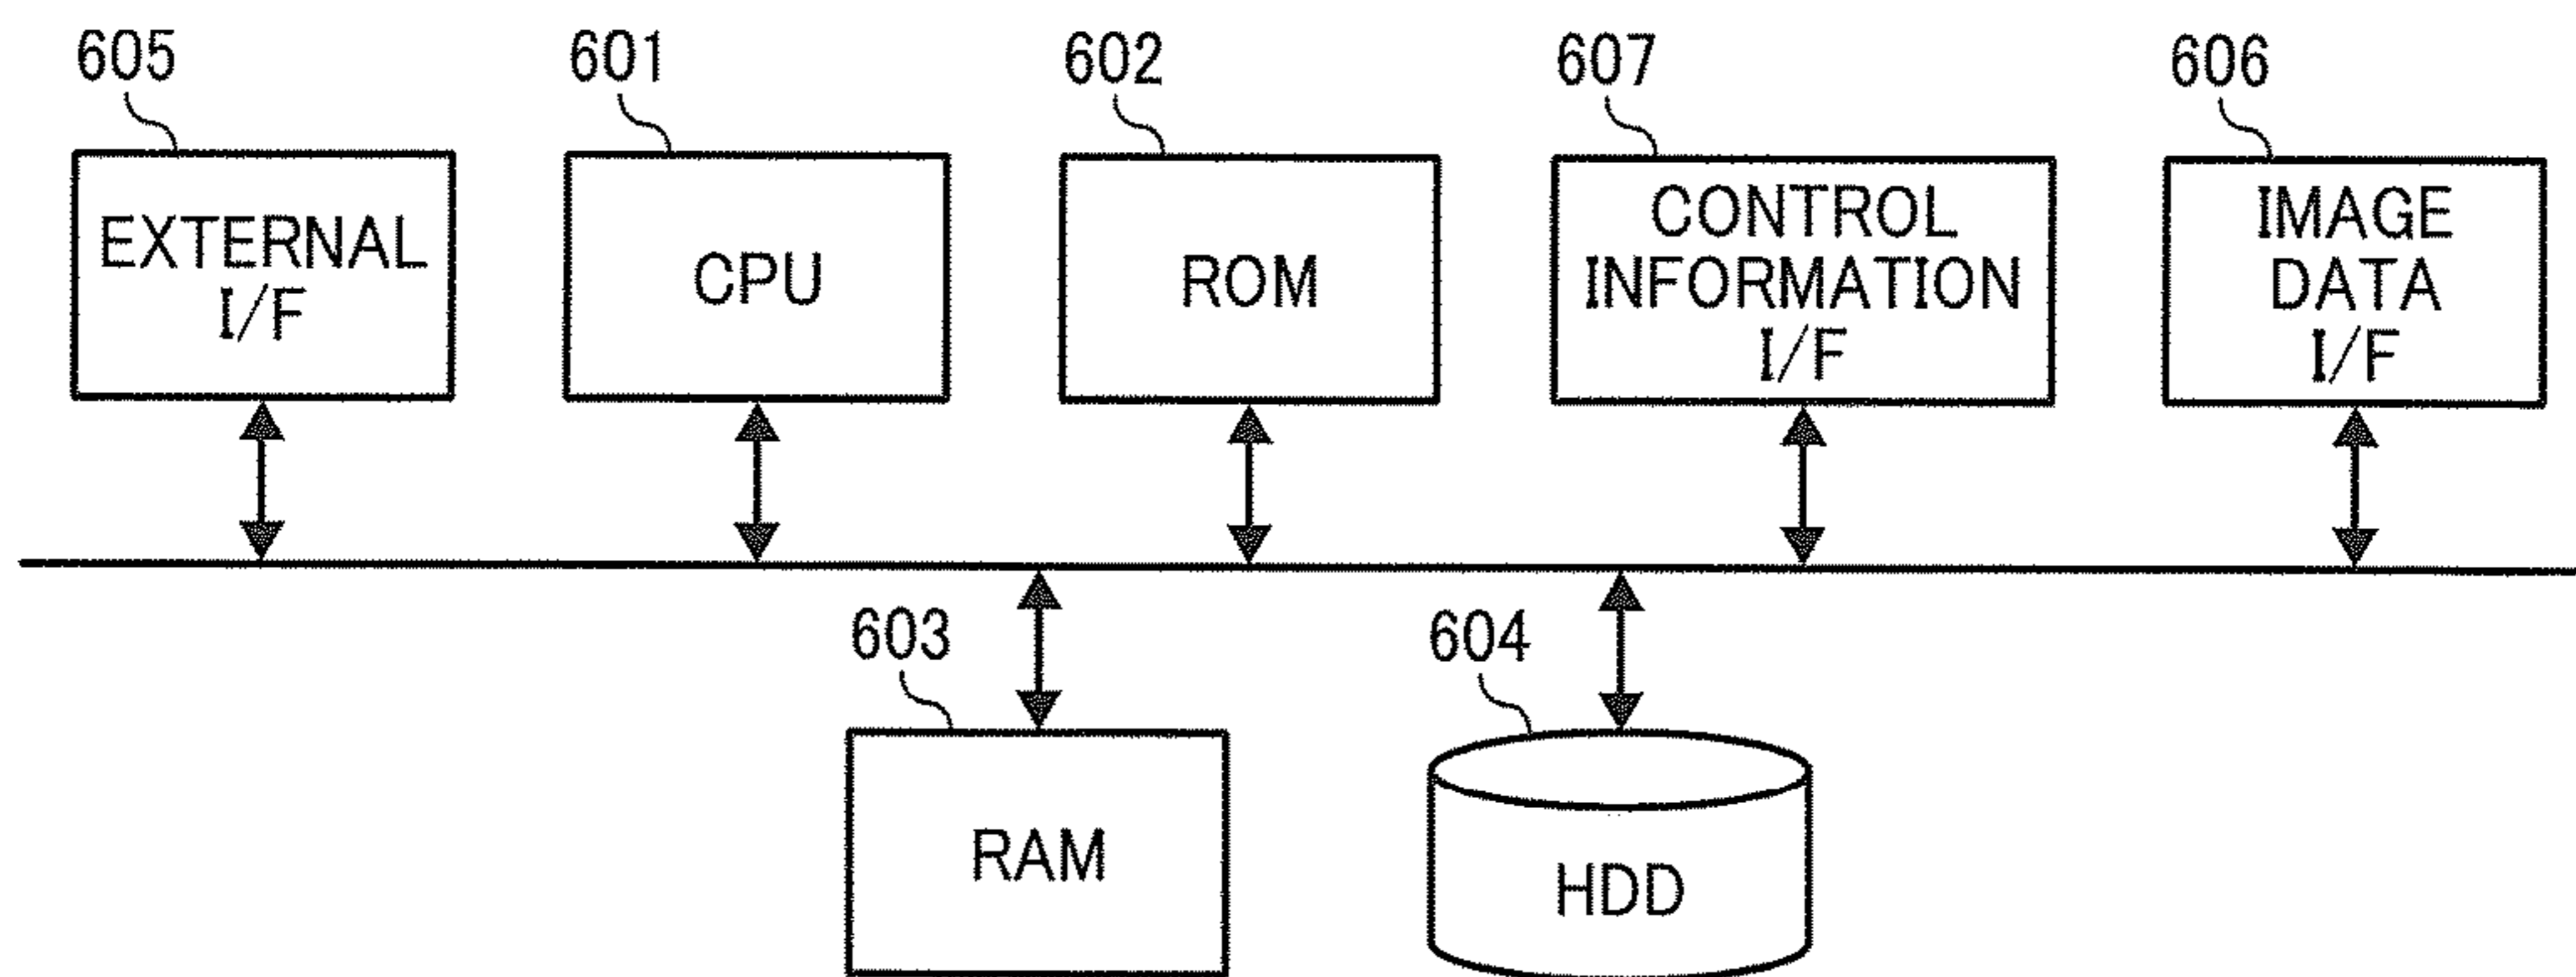 605
601
602
607
606
EXTERNAL
I/F
CPU
ROM
CONTROL
INFORMATION
I/F
IMAGE
DATA
I/F
603
604
RAM
HDD